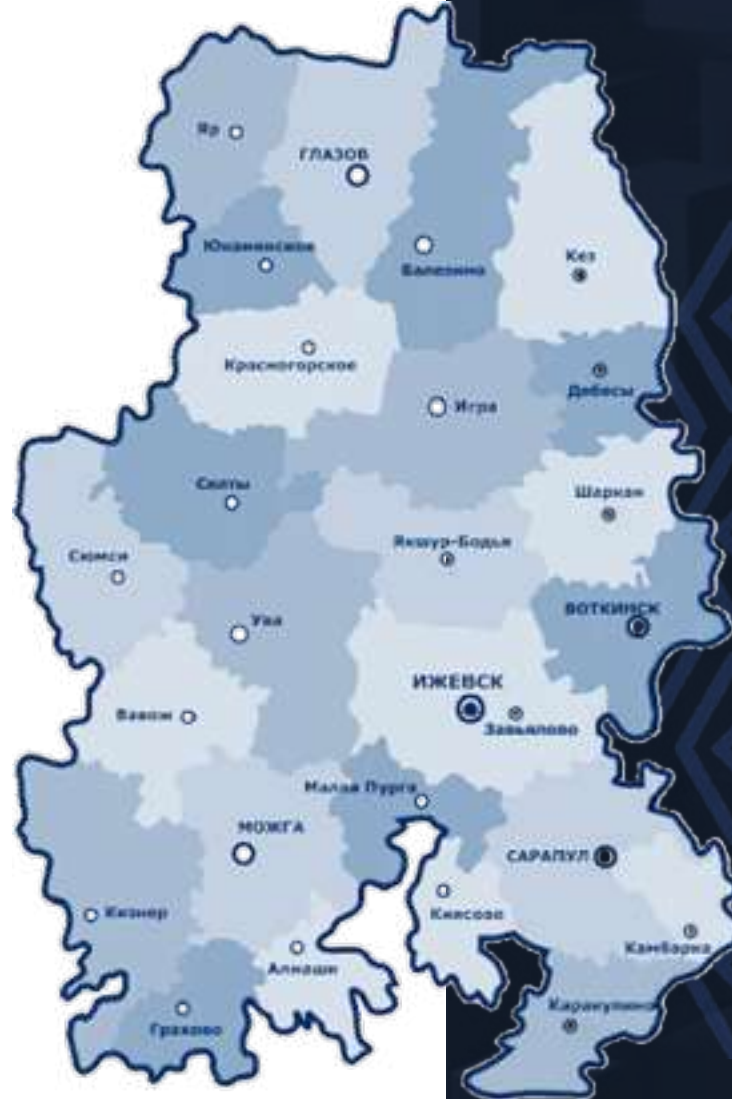 Яр
ГЛАЗОВ
Юкаменское
Балезино
Кез
Красногорское
Игра
Дебесы
Селты
Шаркан
Сюмси
Якшур-Бодья
Ува
ВОТКИНСК
ИЖЕВСК
Вавож
Завьялово
Малая Пурга
МОЖГА
САРАПУЛ
Кизнер
Киясово
Камбарка
Алнаши
Каракулино
Грахово